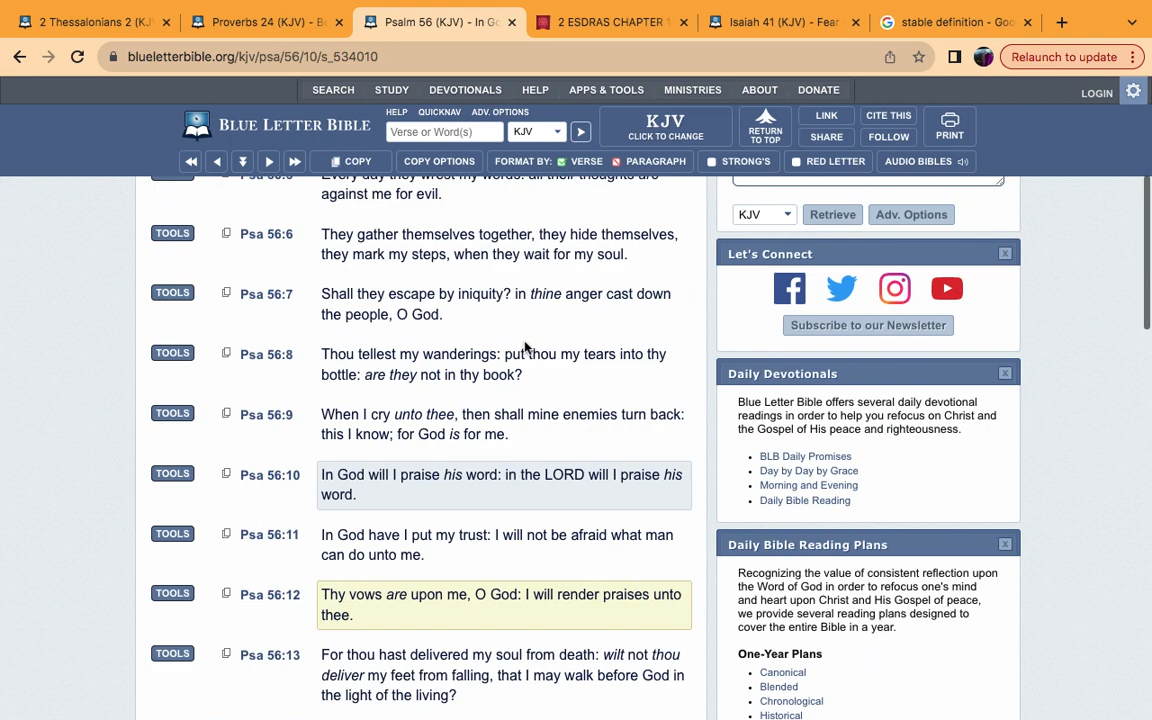 2 Thessalonians 2 (KJV
Proverbs 24 (KJV) - Be
Psalm 56 (KJV) - In Go
2 ESDRAS CHAPTER 1
Isaiah 41 (KJV) - Fear
stable definition - Goo
blueletterbible.org/kjv/psa/56/10/s_534010
Relaunch to update
SEARCH STUDY DEVOTIONALS HELP APPS & TOOLS MINISTRIES ABOUT DONATE
LOGIN
BLUE LETTER BIBLE
HELP QUICKNAV ADV. OPTIONS
Verse or Word(s)
KJV
KJV
CLICK TO CHANGE
RETURN
TO TOP
LINK
CITE THIS
SHARE
FOLLOW
PRINT
COPY
COPY OPTIONS
FORMAT BY: VERSE PARAGRAPH
STRONG'S
RED LETTER
AUDIO BIBLES
Every day they wrest my words: all their thoughts are
against me for evil.
TOOLS Psa 56:6 They gather themselves together, they hide themselves,
they mark my steps, when they wait for my soul.
TOOLS Psa 56:7 Shall they escape by iniquity? in thine anger cast down
the people, O God.
TOOLS Psa 56:8 Thou tellest my wanderings: put thou my tears into thy
bottle: are they not in thy book?
TOOLS Psa 56:9 When I cry unto thee, then shall mine enemies turn back:
this I know; for God is for me.
TOOLS Psa 56:10 In God will I praise his word: in the LORD will I praise his
word.
TOOLS Psa 56:11 In God have I put my trust: I will not be afraid what man
can do unto me.
TOOLS Psa 56:12 Thy vows are upon me, O God: I will render praises unto
thee.
TOOLS Psa 56:13 For thou hast delivered my soul from death: wilt not thou
deliver my feet from falling, that I may walk before God in
the light of the living?
KJV
Retrieve
Adv. Options
Let's Connect
Subscribe to our Newsletter
Daily Devotionals
Blue Letter Bible offers several daily devotional
readings in order to help you refocus on Christ and
the Gospel of His peace and righteousness.
BLB Daily Promises
Day by Day by Grace
Morning and Evening
Daily Bible Reading
Daily Bible Reading Plans
Recognizing the value of consistent reflection upon
the Word of God in order to refocus one's mind
and heart upon Christ and His Gospel of peace,
we provide several reading plans designed to
cover the entire Bible in a year.
One-Year Plans
Canonical
Blended
Chronological
Historical